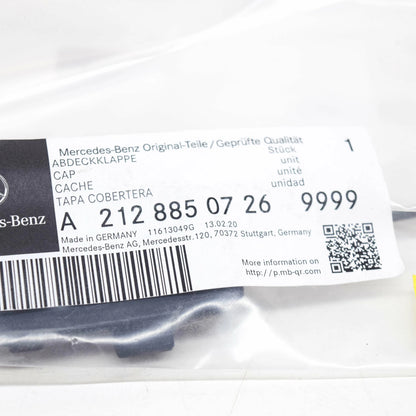 Mercedes-Benz Original-Teile / Geprüfte Qualität
ABDECKKLAPPE Stück 1
CAP unit
CACHE unité
TAPA COBERTERA unidad
A 212 885 07 26 9999
Made in GERMANY 11613049G 13.02.20
Mercedes-Benz AG, Mercedesstr.120, 70372 Stuttgart, Germany
More information on
http://p.mb-qr.com
s-Benz